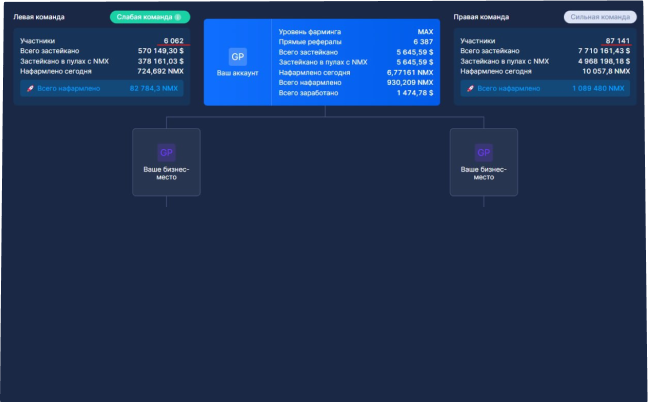 Левая команда
Слабая команда
Участники 6 062
Всего застейкано 570 149,30 $
Застейкано в пулах с NMX 378 161,03 $
Нафармлено сегодня 724,692 NMX
Всего нафармлено 82 784,3 NMX
GP
Ваш аккаунт
Уровень фарминга MAX
Прямые рефералы 6 387
Всего застейкано 5 645,59 $
Застейкано в пулах с NMX 5 645,59 $
Нафармлено сегодня 6,77161 NMX
Всего нафармлено 930,209 NMX
Всего заработано 1 474,78 $
Правая команда
Сильная команда
Участники 87 141
Всего застейкано 7 710 161,43 $
Застейкано в пулах с NMX 4 968 198,18 $
Нафармлено сегодня 10 057,8 NMX
Всего нафармлено 1 089 480 NMX
GP
Ваше бизнес-
место
GP
Ваше бизнес-
место